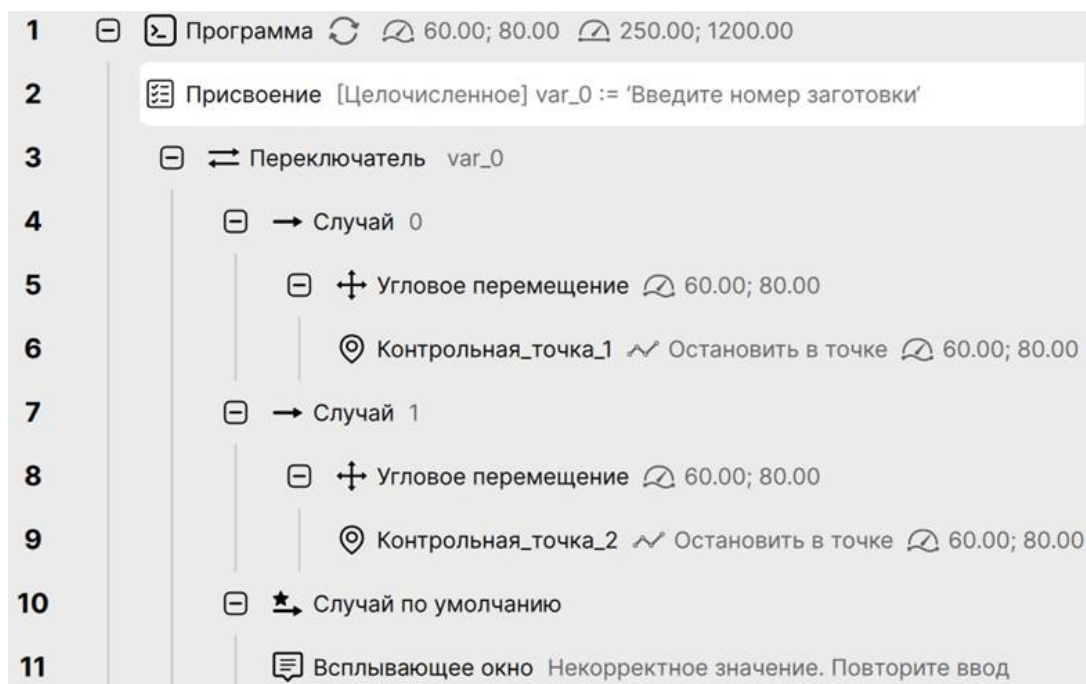 1 Программа 60.00; 80.00 250.00; 1200.00
2 Присвоение [Целочисленное] var_0 := ‘Введите номер заготовки‘
3 Переключатель var_0
4 Случай 0
5 Угловое перемещение 60.00; 80.00
6 Контрольная_точка_1 Остановить в точке 60.00; 80.00
7 Случай 1
8 Угловое перемещение 60.00; 80.00
9 Контрольная_точка_2 Остановить в точке 60.00; 80.00
10 Случай по умолчанию
11 Всплывающее окно Некорректное значение. Повторите ввод